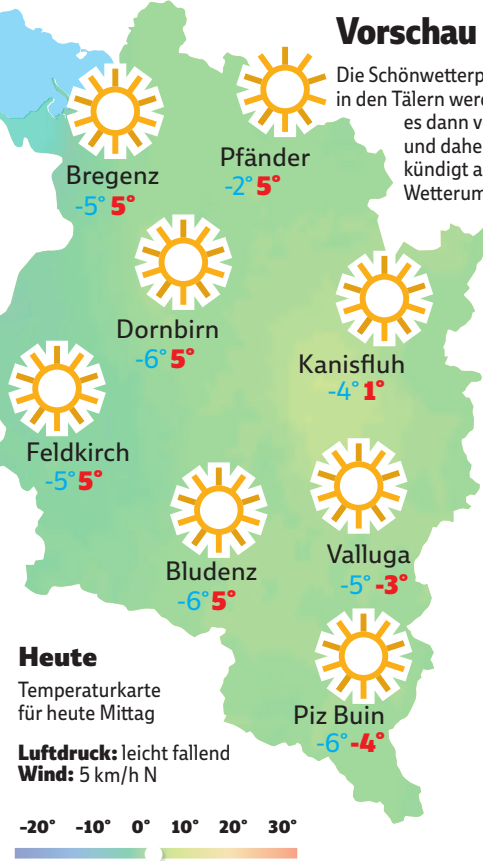 Vorschau
Die Schönwetterp
in den Tälern werd
es dann v
und dahe
kündigt a
Wetterum
Bregenz
-5° 5°
Pfänder
-2° 5°
Dornbirn
-6° 5°
Kanisfluh
-4° 1°
Feldkirch
-5° 5°
Valluga
-5° -3°
Bludenz
-6° 5°
Piz Buin
-6° -4°
Heute
Temperaturkarte
für heute Mittag
Luftdruck: leicht fallend
Wind: 5 km/h N
-20° -10° 0° 10° 20° 30°